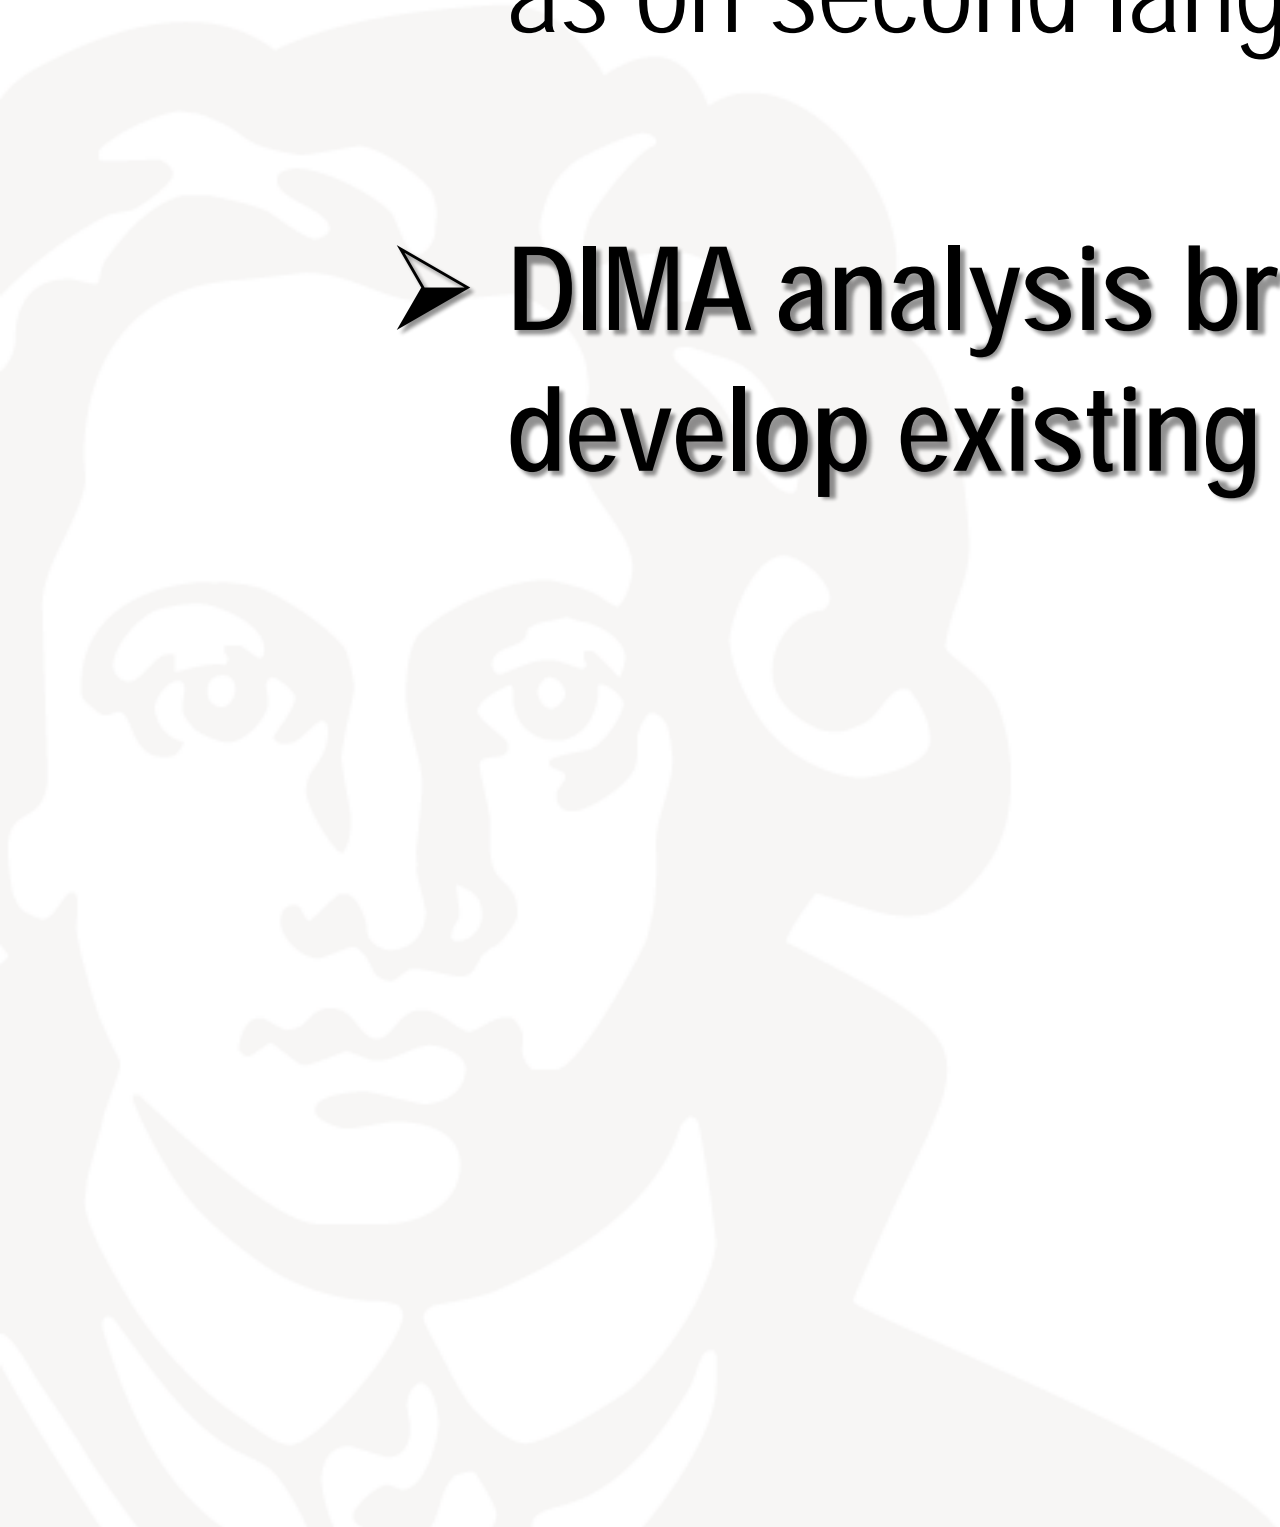 as on second lang
DIMA analysis br
develop existing